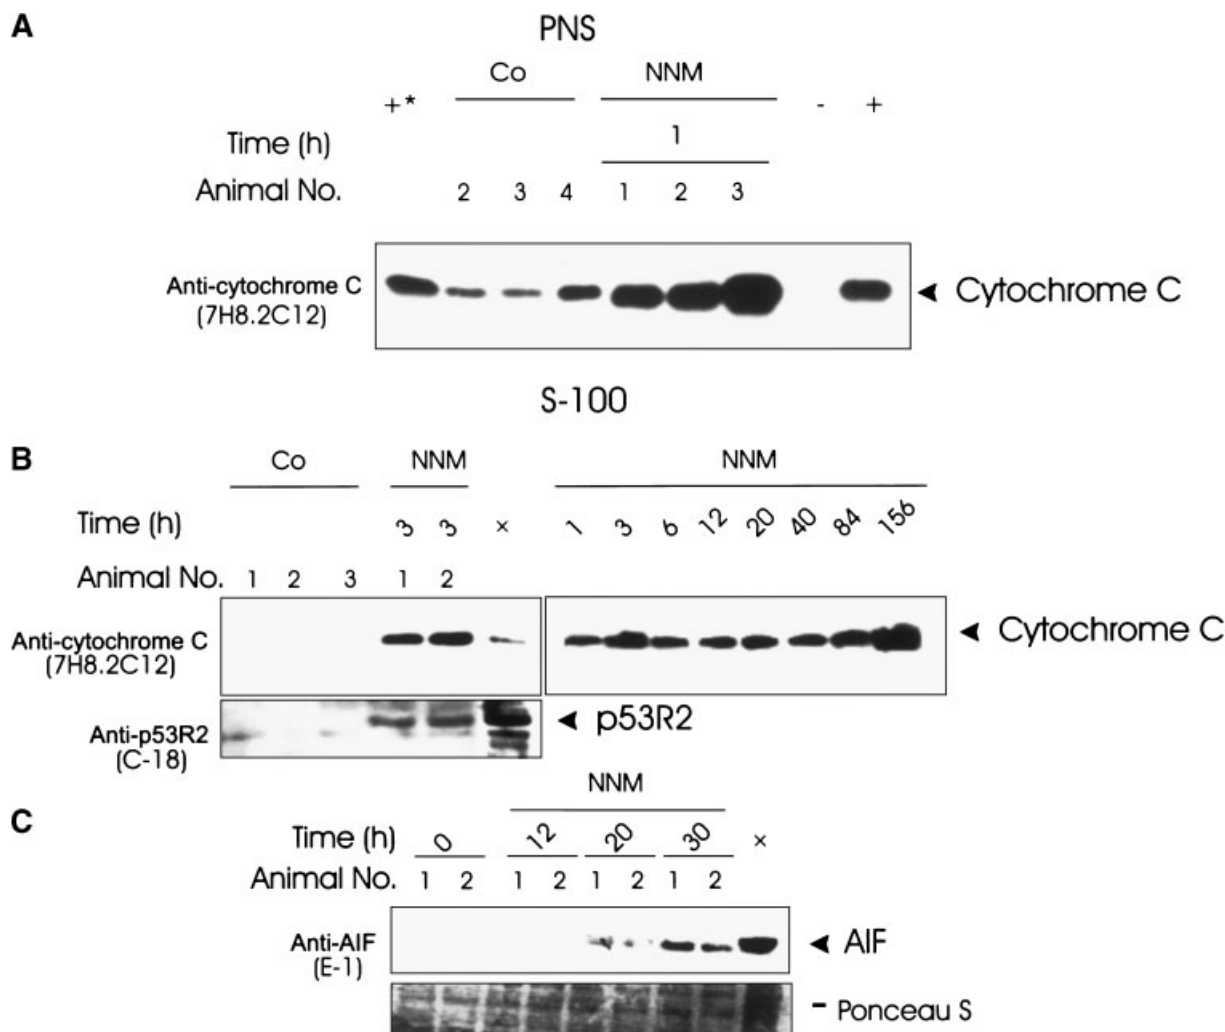 A
PNS
Co NNM
+* - +
Time (h) 1
Animal No. 2 3 4 1 2 3
Anti-cytochrome C
(7H8.2C12)
Cytochrome C
S-100
B
Co NNM NNM
Time (h) 3 3 × 1 3 6 12 20 40 84 156
Animal No. 1 2 3 1 2
Anti-cytochrome C
(7H8.2C12)
Cytochrome C
Anti-p53R2
(C-18)
p53R2
C
NNM
Time (h) 0 12 20 30 ×
Animal No. 1 2 1 2 1 2 1 2
Anti-AIF
(E-1)
AIF
Ponceau S